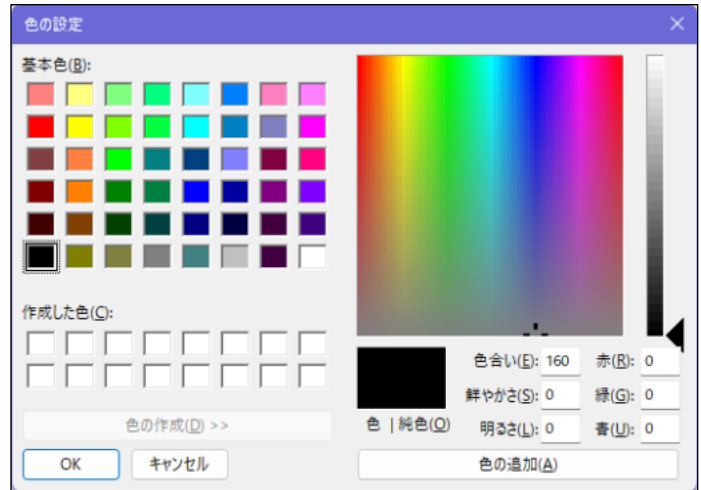 色の設定
基本色(B):
作成した色(C):
色の作成(D) >>
OK
キャンセル
色 | 純色(O)
色合い(E): 160
赤(R): 0
鮮やかさ(S): 0
緑(G): 0
明るさ(L): 0
青(U): 0
色の追加(A)